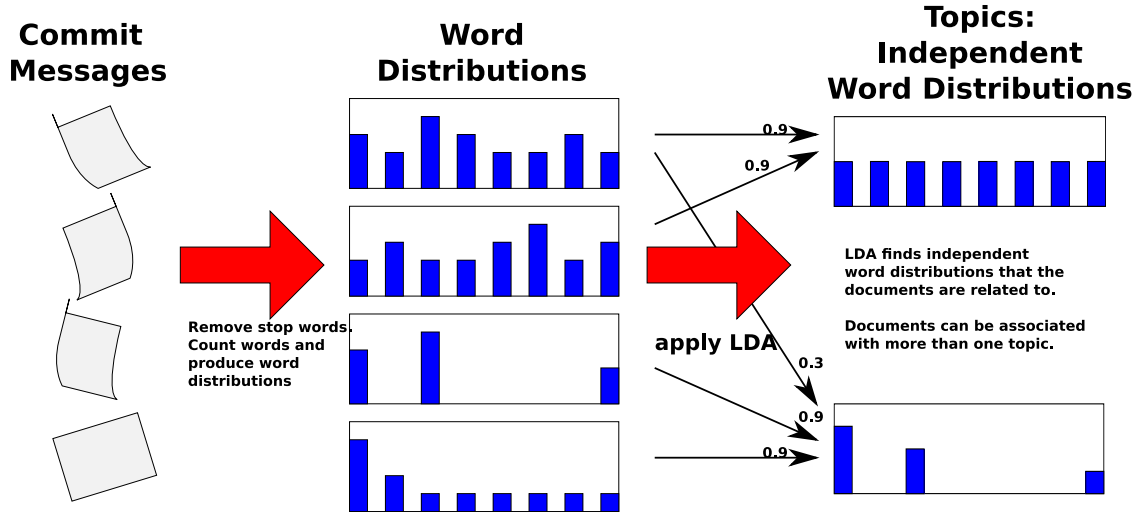 Commit
Messages
Word
Distributions
Topics:
Independent
Word Distributions
Remove stop words.
Count words and
produce word
distributions
apply LDA
0.9
0.9
0.3
0.9
0.9
LDA finds independent
word distributions that the
documents are related to.
Documents can be associated
with more than one topic.